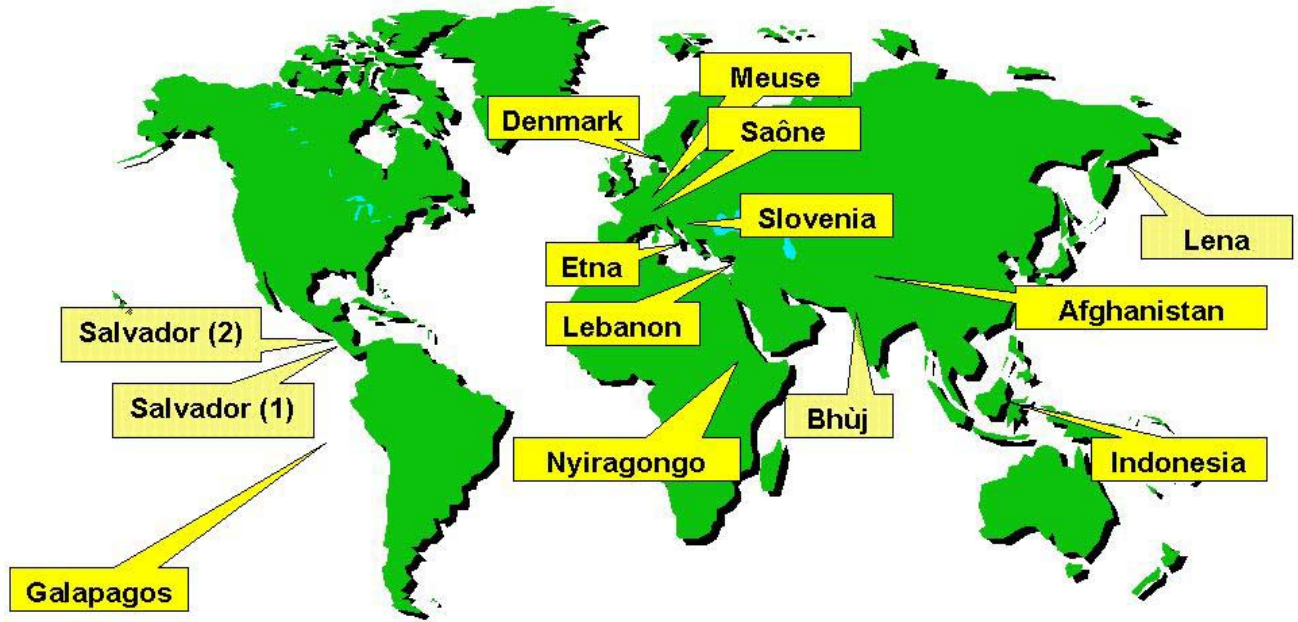 Meuse
Denmark
Saône
Slovenia
Lena
Etna
Afghanistan
Lebanon
Salvador (2)
Salvador (1)
Bhùj
Nyiragongo
Indonesia
Galapagos